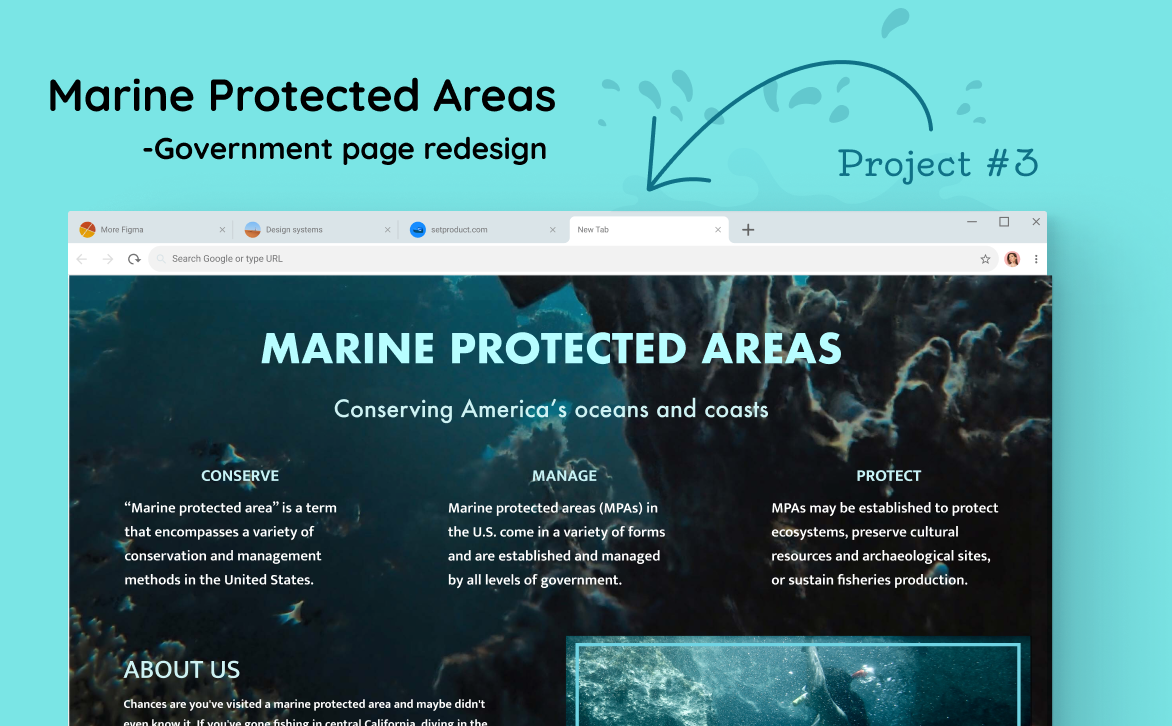 Marine Protected Areas
-Government page redesign
Project #3
More Figma
Design systems
setproduct.com
New Tab
Search Google or type URL
MARINE PROTECTED AREAS
Conserving America's oceans and coasts
CONSERVE
“Marine protected area” is a term
that encompasses a variety of
conservation and management
methods in the United States.
MANAGE
Marine protected areas (MPAs) in
the U.S. come in a variety of forms
and are established and managed
by all levels of government.
PROTECT
MPAs may be established to protect
ecosystems, preserve cultural
resources and archaeological sites,
or sustain fisheries production.
ABOUT US
Chances are you've visited a marine protected area and maybe didn't
even know it. If you've gone fishing in central California, diving in the